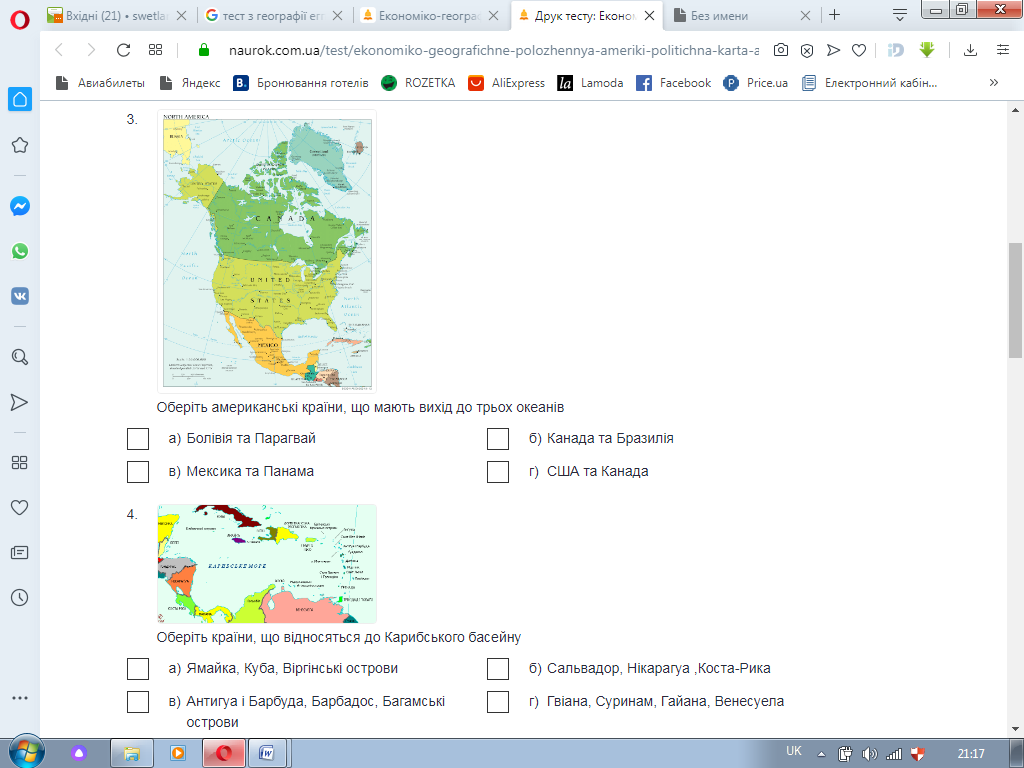 Вхідні (21) • swetla
тест з географії ег
Економіко-геогра
Друк тесту: Еконо
Без имени
naurok.com.ua/test/ekonomiko-geografichne-polozhennya-ameriki-politichna-karta-a
Авиабилеты
Яндекс
Бронювання готелів
ROZETKA
AliExpress
Lamoda
Facebook
Price.ua
Електронний кабін...
»
3.
NORTH AMERICA
CANADA
UNITED
STATES
MEXICO
Оберіть американські країни, що мають вихід до трьох океанів
а) Болівія та Парагвай
б) Канада та Бразилія
в) Мексика та Панама
г) США та Канада
4.
КАРИБСЬКЕ МОРЕ
Оберіть країни, що відносяться до Карибського басейну
а) Ямайка, Куба, Віргінські острови
б) Сальвадор, Нікарагуа ,Коста-Рика
в) Антигуа і Барбуда, Барбадос, Багамські
острови
г) Гвіана, Суринам, Гайана, Венесуела
UK
21:17